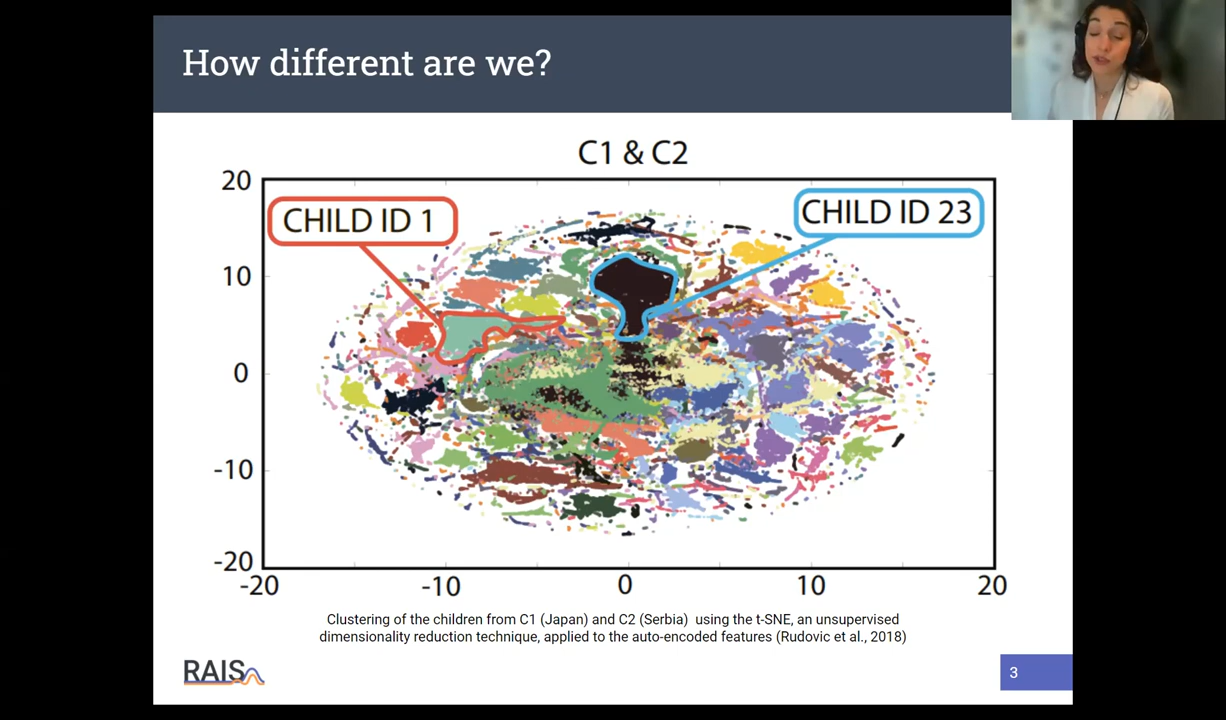 How different are we?
C1 & C2
20
CHILD ID 1
CHILD ID 23
10
0
-10
-20
-20
-10
0
10
20
Clustering of the children from C1 (Japan) and C2 (Serbia) using the t-SNE, an unsupervised
dimensionality reduction technique, applied to the auto-encoded features (Rudovic et al., 2018)
RAIS
3